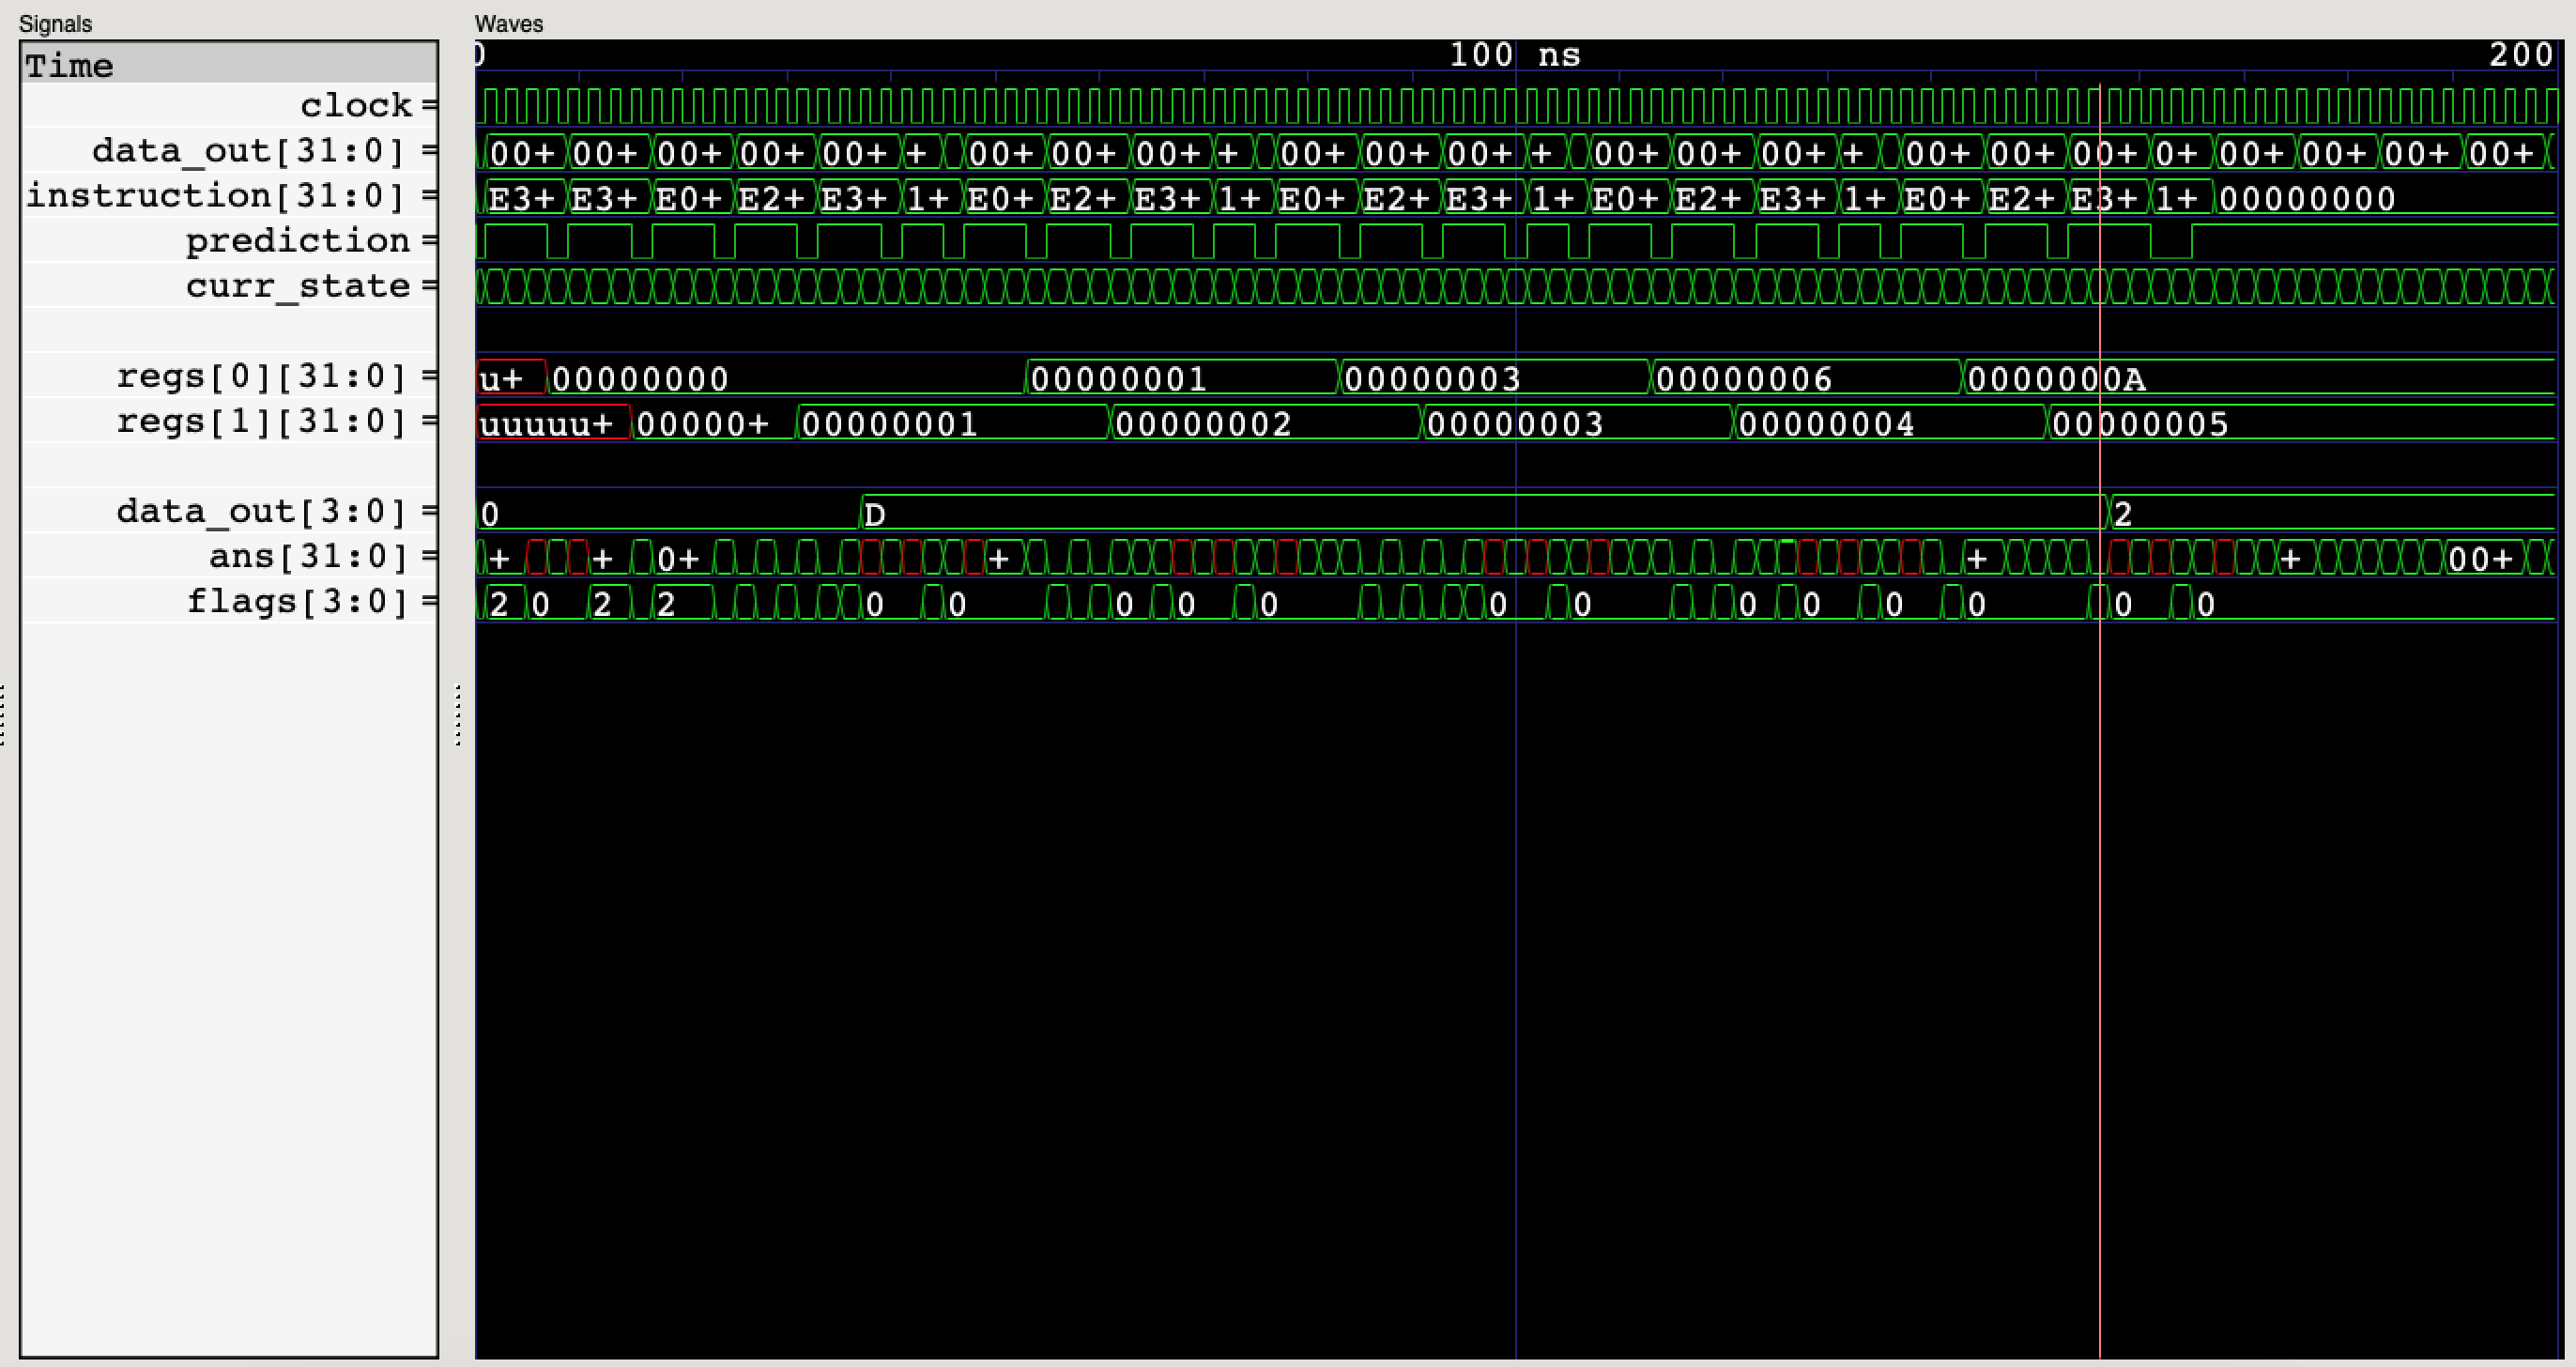 Signals Waves
Time 0 100 ns 200
clock =
data_out[31:0] = 00+ 00+ 00+ 00+ 00+ + 00+ 00+ 00+ + 00+ 00+ 00+ + 00+ 00+ 00+ + 00+ 00+ 00+ 0+ 00+ 00+ 00+ 00+
instruction[31:0] = E3+ E3+ E0+ E2+ E3+ 1+ E0+ E2+ E3+ 1+ E0+ E2+ E3+ 1+ E0+ E2+ E3+ 1+ E0+ E2+ E3+ 1+ 00000000
prediction =
curr_state =
regs[0][31:0] = u+ 00000000 00000001 00000003 00000006 0000000A
regs[1][31:0] = uuuuu+ 00000+ 00000001 00000002 00000003 00000004 00000005
data_out[3:0] = 0 D 2
ans[31:0] = + + 0+ + + + 00+
flags[3:0] = 2 0 2 2 0 0 0 0 0 0 0 0 0 0 0 0 0